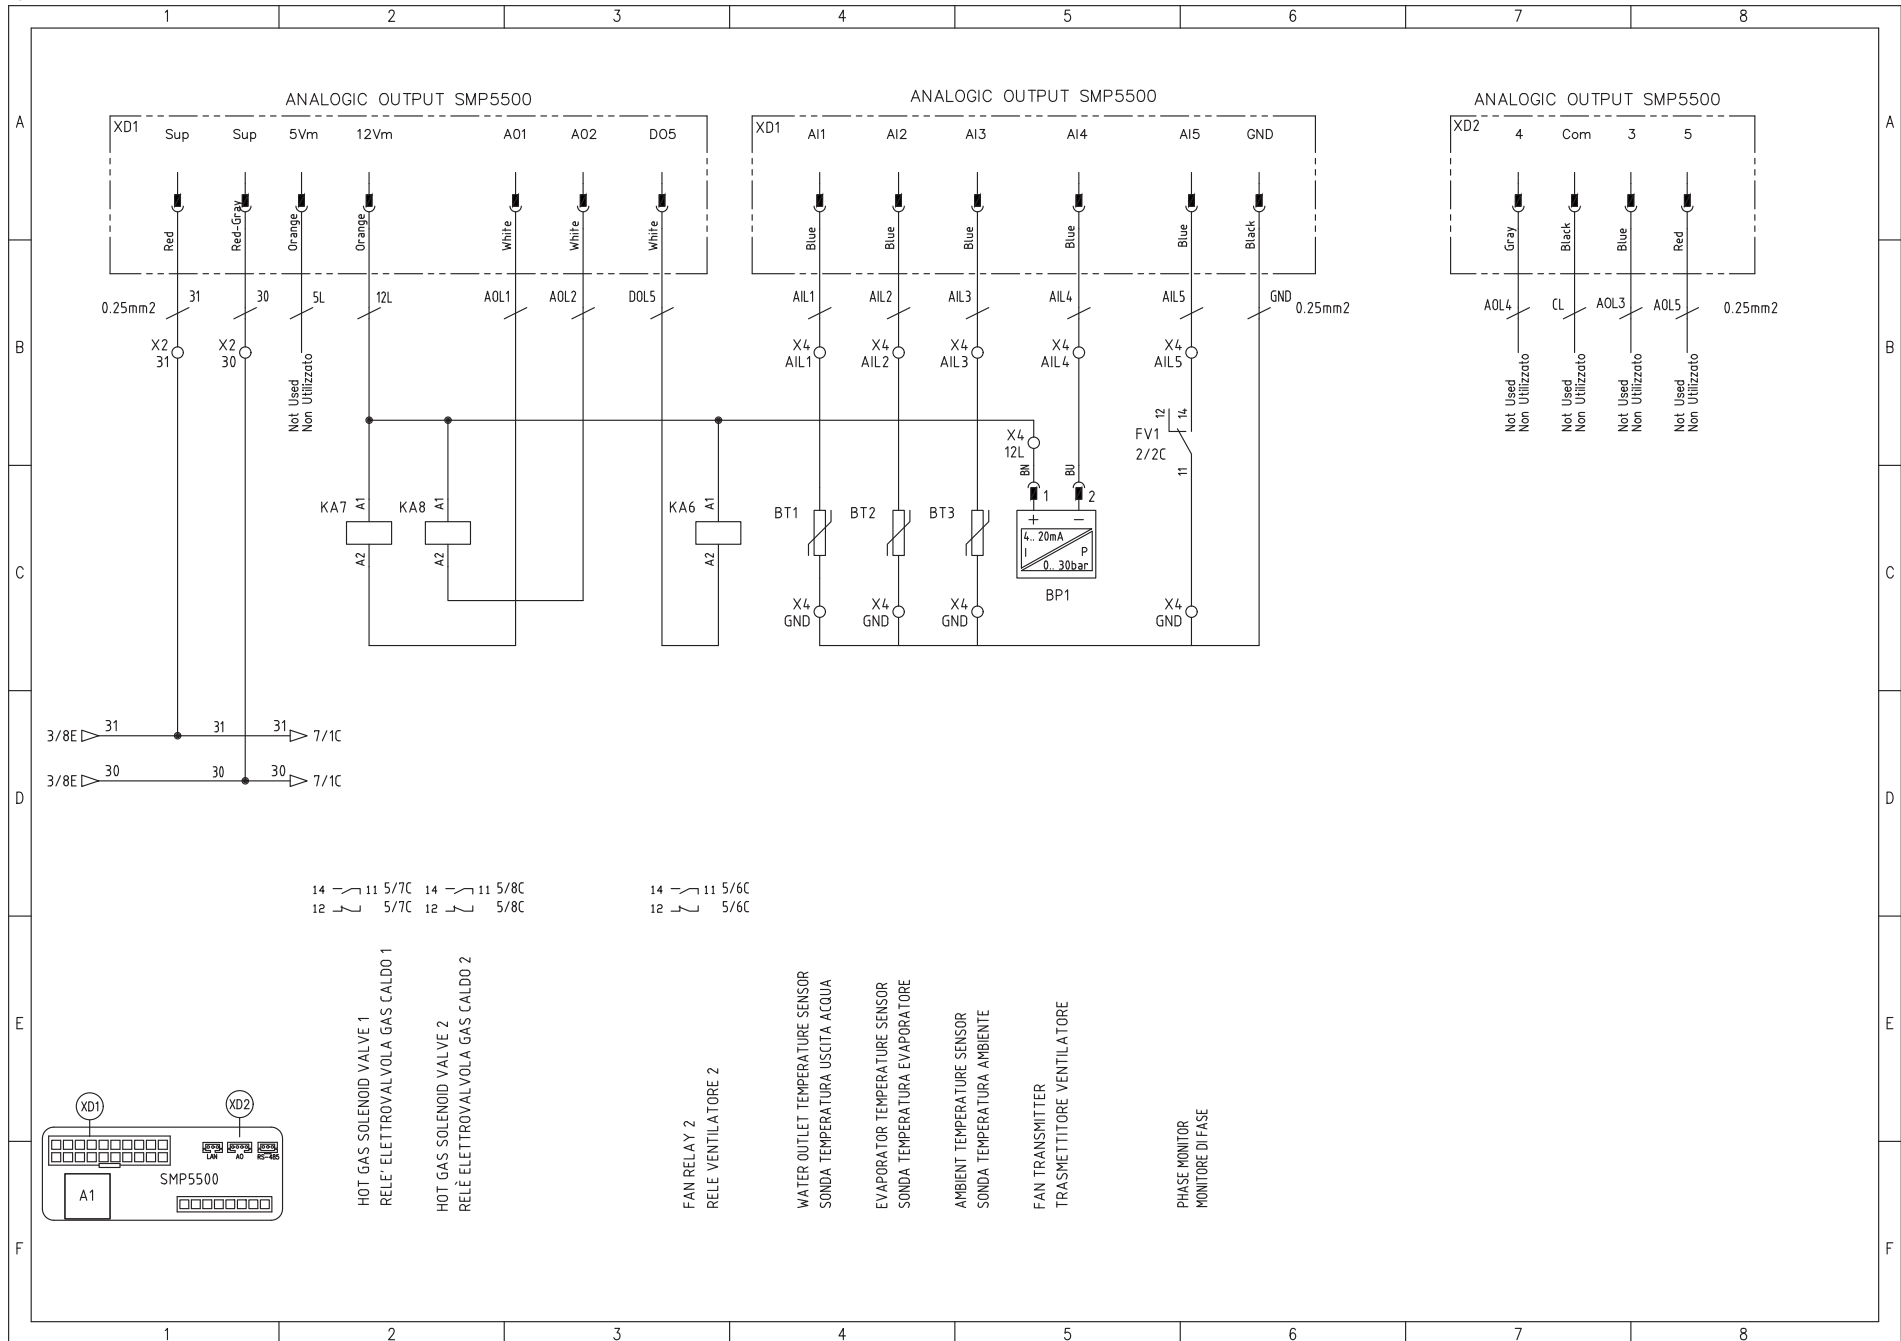 1 2 3 4 5 6 7 8
A A
B B
C C
D D
E E
F F
ANALOGIC OUTPUT SMP5500
XD1 Sup Sup 5Vm 12Vm AO1 AO2 DO5
Red Red-Gray Orange Orange White White White
0.25mm2 31 30 5L 12L AOL1 AOL2 DOL5
X2 X2
31 30
Not Used
Non Utilizzato
ANALOGIC OUTPUT SMP5500
XD1 AI1 AI2 AI3 AI4 AI5 GND
Blue Blue Blue Blue Blue Black
AIL1 AIL2 AIL3 AIL4 AIL5 GND 0.25mm2
X4 X4 X4 X4 X4
AIL1 AIL2 AIL3 AIL4 AIL5
ANALOGIC OUTPUT SMP5500
XD2 4 Com 3 5
Gray Black Blue Red
AOL4 CL AOL3 AOL5 0.25mm2
Not Used
Non Utilizzato
Not Used
Non Utilizzato
Not Used
Non Utilizzato
Not Used
Non Utilizzato
X4
12L
BN BU
12 14
FV1
2/2C
11
KA7 A1 KA8 A1 KA6 A1
A2 A2 A2
BT1 BT2 BT3
1 2
+ −
4.. 20mA
I P
0.. 30bar
BP1
X4 X4 X4 X4
GND GND GND GND
3/8E 31 31 31 7/1C
3/8E 30 30 30 7/1C
14 11 5/7C 14 11 5/8C 14 11 5/6C
12 5/7C 12 5/8C 12 5/6C
HOT GAS SOLENOID VALVE 1
RELE' ELETTROVALVOLA GAS CALDO 1
HOT GAS SOLENOID VALVE 2
RELÈ ELETTROVALVOLA GAS CALDO 2
FAN RELAY 2
RELE VENTILATORE 2
WATER OUTLET TEMPERATURE SENSOR
SONDA TEMPERATURA USCITA ACQUA
EVAPORATOR TEMPERATURE SENSOR
SONDA TEMPERATURA EVAPORATORE
AMBIENT TEMPERATURE SENSOR
SONDA TEMPERATURA AMBIENTE
FAN TRANSMITTER
TRASMETTITORE VENTILATORE
PHASE MONITOR
MONITORE DI FASE
XD1 XD2
LAN AO RS-485
SMP5500
A1
1 2 3 4 5 6 7 8